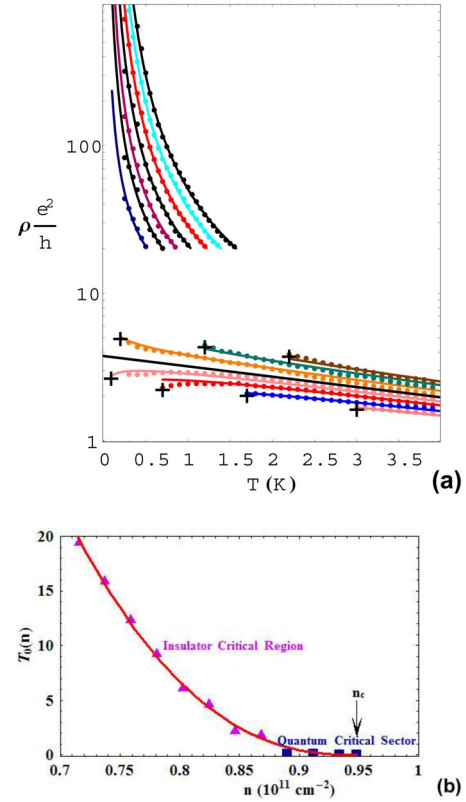 100
ρ e²/h
10
1
0 0.5 1 1.5 2 2.5 3 3.5
T (K)
(a)
20
15
10
5
0
T₀(n)
Insulator Critical Region
n_c
Quantum Critical Sector
0.7 0.75 0.8 0.85 0.9 0.95 1
n (10¹¹ cm⁻²)
(b)